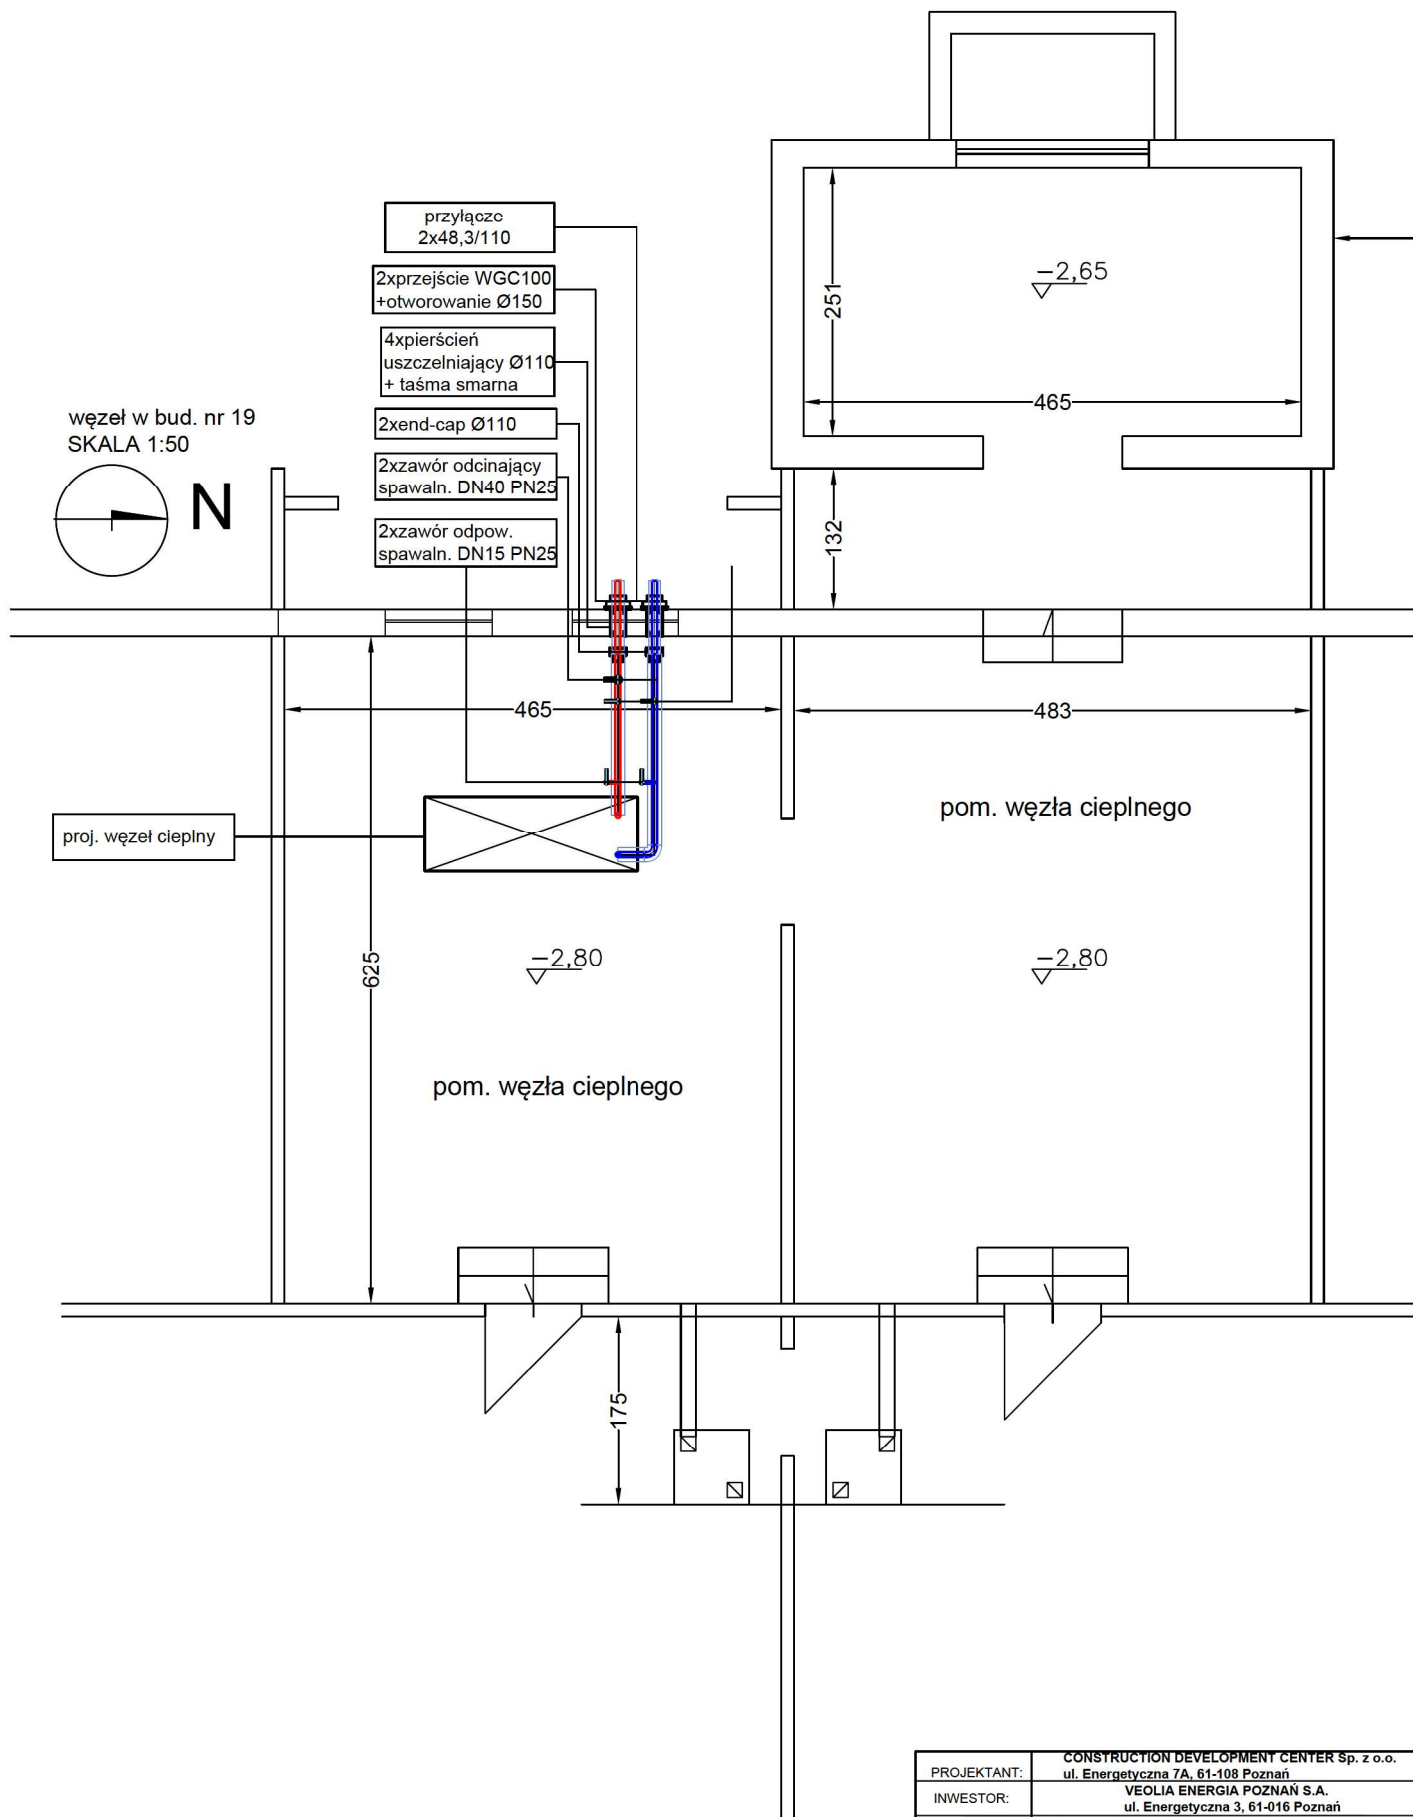 przyłącze
2x48,3/110
2xprzejście WGC100
+otworowanie Ø150
4xpierścień
uszczelniający Ø110
+ taśma smarna
2xend-cap Ø110
2xzawór odcinający
spawaln. DN40 PN25
2xzawór odpow.
spawaln. DN15 PN25
węzeł w bud. nr 19
SKALA 1:50
N
−2,65
251
465
132
465
483
pom. węzła cieplnego
proj. węzeł cieplny
625
−2,80
−2,80
pom. węzła cieplnego
175
PROJEKTANT:
CONSTRUCTION DEVELOPMENT CENTER Sp. z o.o.
ul. Energetyczna 7A, 61-108 Poznań
INWESTOR:
VEOLIA ENERGIA POZNAŃ S.A.
ul. Energetyczna 3, 61-016 Poznań